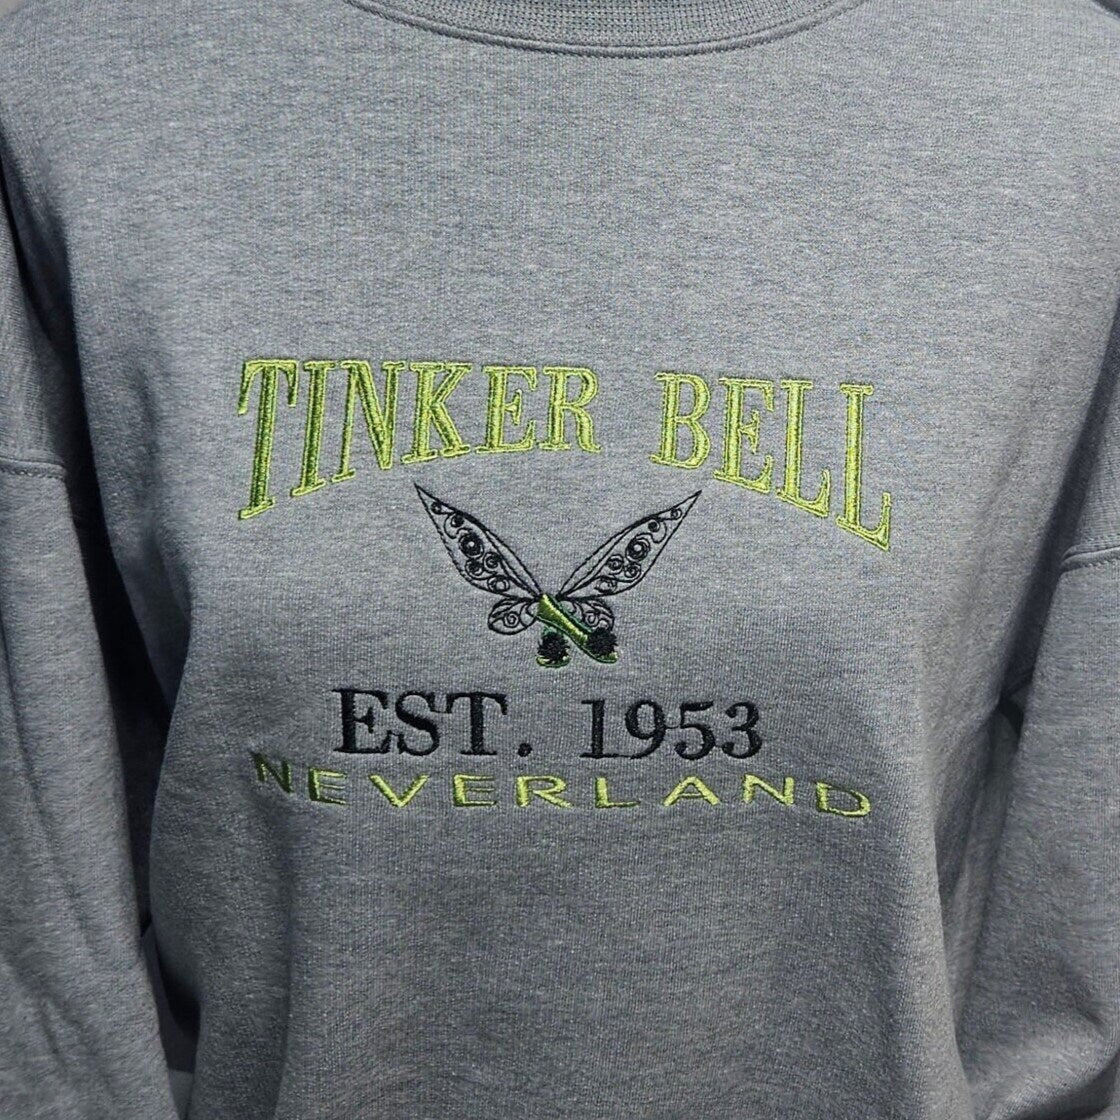 TINKER BELL
EST. 1953
NEVERLAND